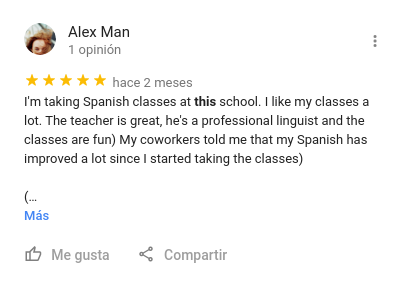 Alex Man
1 opinión
hace 2 meses
I'm taking Spanish classes at this school. I like my classes a
lot. The teacher is great, he's a professional linguist and the
classes are fun) My coworkers told me that my Spanish has
improved a lot since I started taking the classes)
(…
Más
Me gusta
Compartir